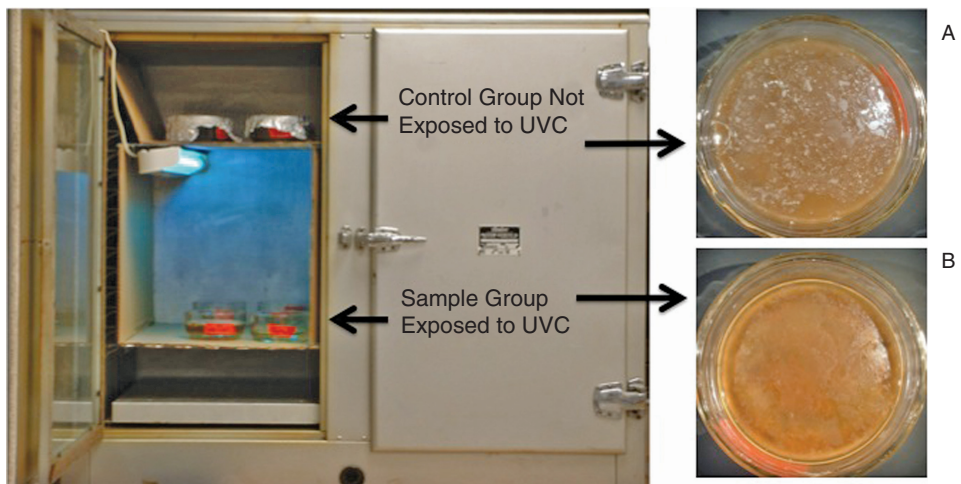 Control Group Not
Exposed to UVC
Sample Group
Exposed to UVC
A
B